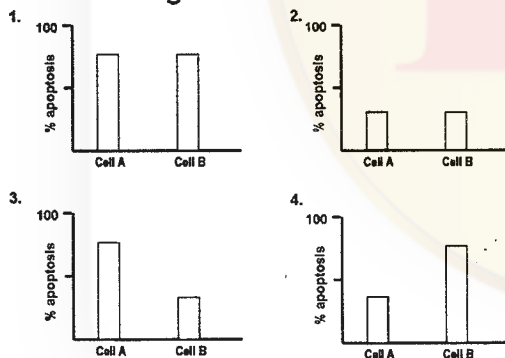 1.
100
% apoptosis
Cell A Cell B
2.
100
% apoptosis
Cell A Cell B
3.
100
% apoptosis
Cell A Cell B
4.
100
% apoptosis
Cell A Cell B